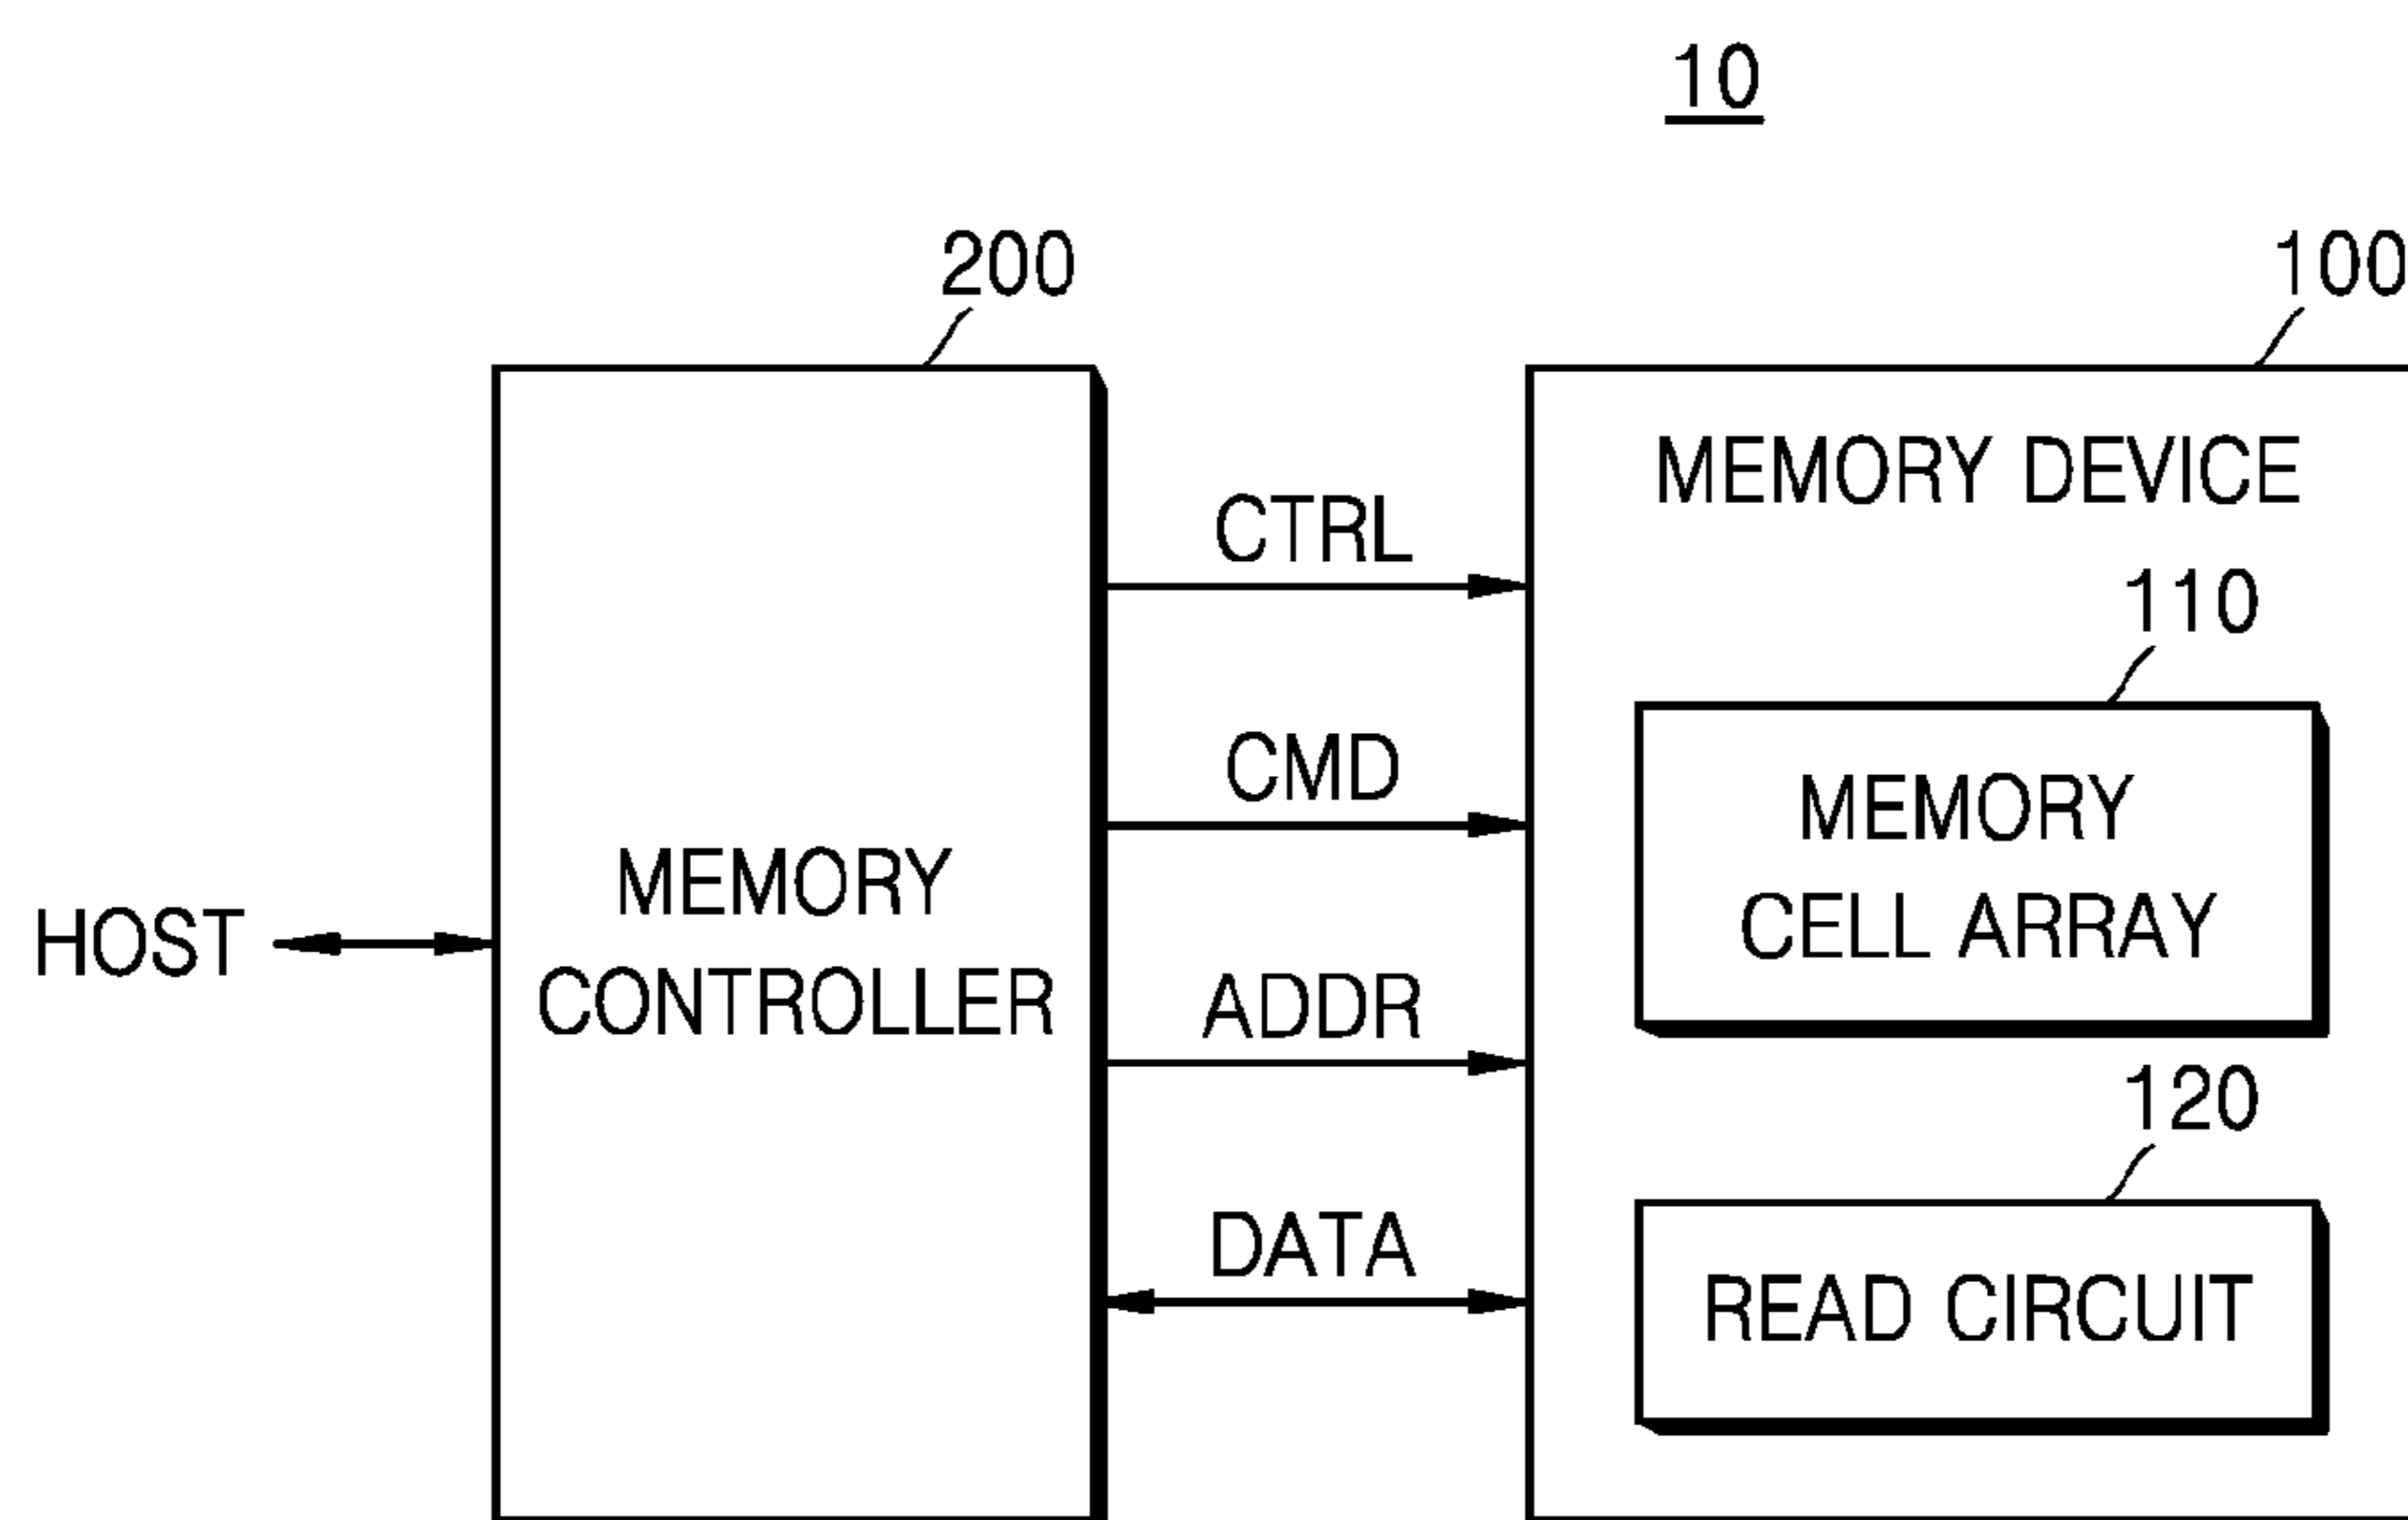 10
200
100
MEMORY DEVICE
CTRL
110
CMD
MEMORY
CELL ARRAY
MEMORY
CONTROLLER
HOST
ADDR
120
DATA
READ CIRCUIT